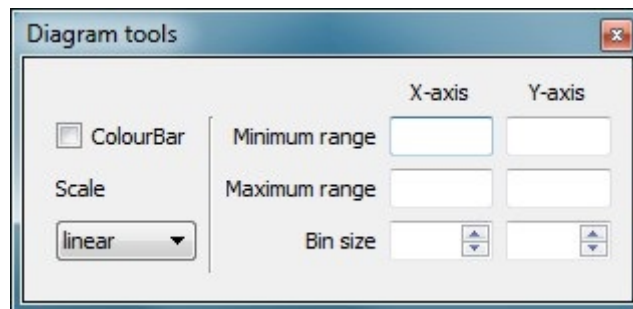 Diagram tools
X-axis Y-axis
ColourBar
Minimum range
Scale
Maximum range
linear
Bin size